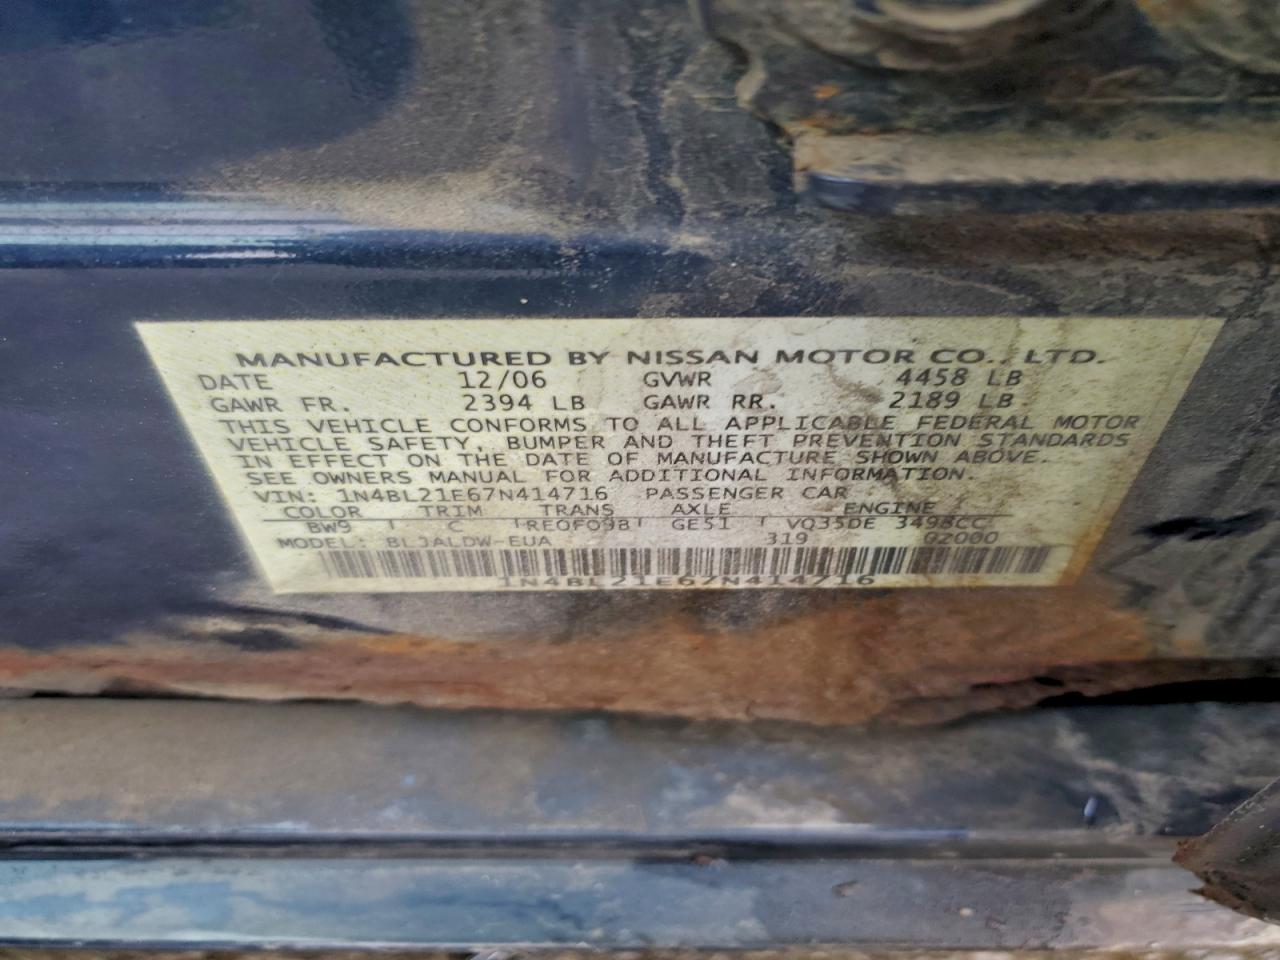 MANUFACTURED BY NISSAN MOTOR CO., LTD.
DATE 12/06 GVWR 4458 LB
GAWR FR. 2394 LB GAWR RR. 2189 LB
THIS VEHICLE CONFORMS TO ALL APPLICABLE FEDERAL MOTOR
VEHICLE SAFETY, BUMPER AND THEFT PREVENTION STANDARDS
IN EFFECT ON THE DATE OF MANUFACTURE SHOWN ABOVE.
SEE OWNERS MANUAL FOR ADDITIONAL INFORMATION.
VIN: 1N4BL21E67N414716 PASSENGER CAR
COLOR TRIM TRANS AXLE ENGINE
BW9 C RE0F09B GE51 VQ35DE 3498CC
MODEL: BLJALDW-EUA 319 02000
1N4BL21E67N414716